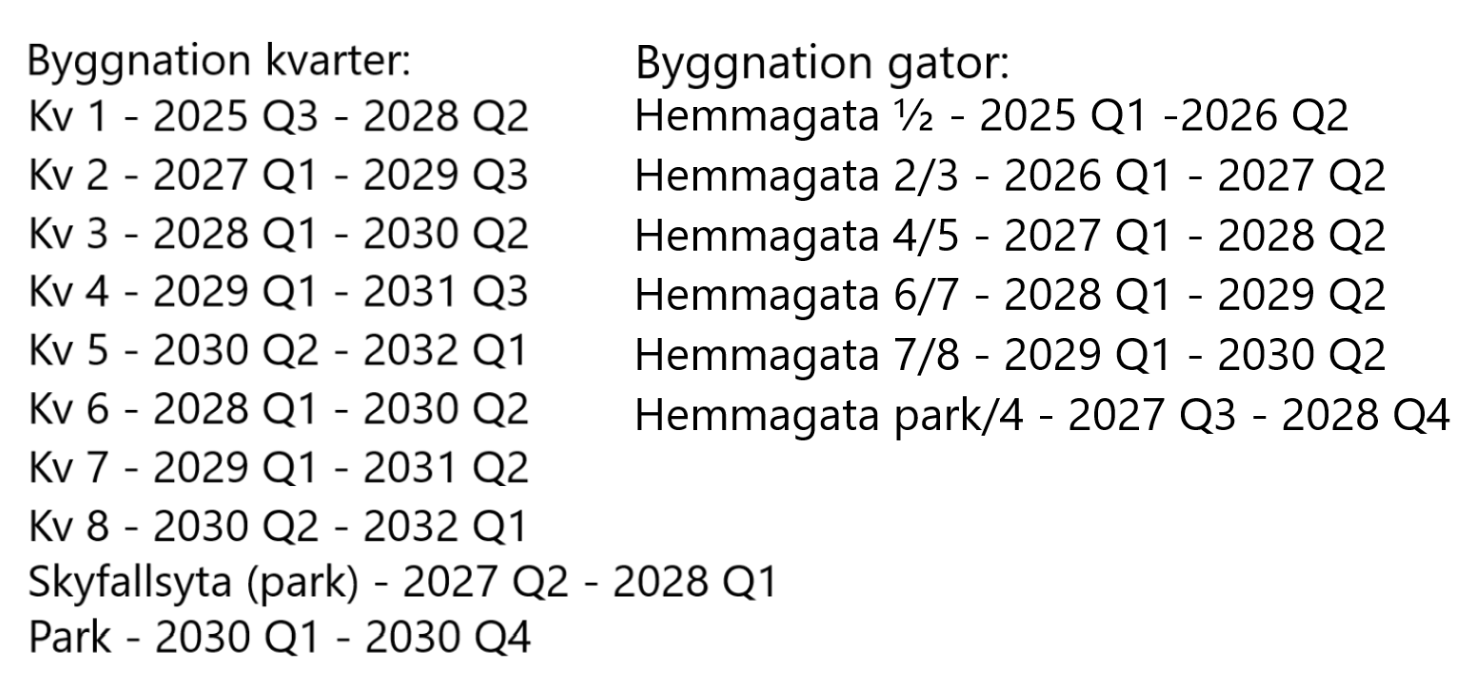 Byggnation kvarter:
Kv 1 - 2025 Q3 - 2028 Q2
Kv 2 - 2027 Q1 - 2029 Q3
Kv 3 - 2028 Q1 - 2030 Q2
Kv 4 - 2029 Q1 - 2031 Q3
Kv 5 - 2030 Q2 - 2032 Q1
Kv 6 - 2028 Q1 - 2030 Q2
Kv 7 - 2029 Q1 - 2031 Q2
Kv 8 - 2030 Q2 - 2032 Q1
Skyfallsyta (park) - 2027 Q2 - 2028 Q1
Park - 2030 Q1 - 2030 Q4
Byggnation gator:
Hemmagata ½ - 2025 Q1 -2026 Q2
Hemmagata 2/3 - 2026 Q1 - 2027 Q2
Hemmagata 4/5 - 2027 Q1 - 2028 Q2
Hemmagata 6/7 - 2028 Q1 - 2029 Q2
Hemmagata 7/8 - 2029 Q1 - 2030 Q2
Hemmagata park/4 - 2027 Q3 - 2028 Q4